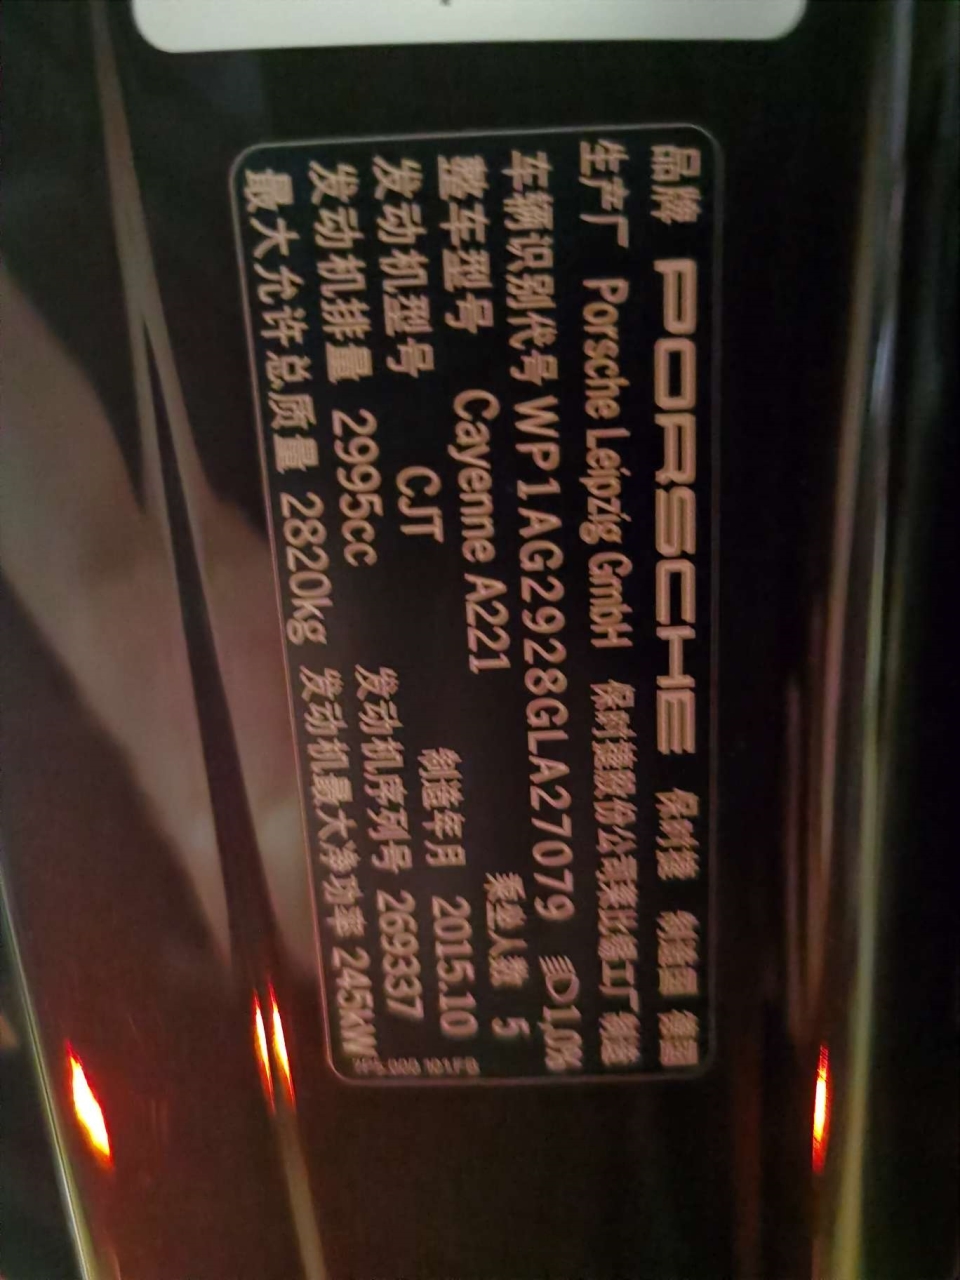 品牌 PORSCHE 保时捷 制造国 德国
生产厂 Porsche Leipzig GmbH 保时捷股份公司莱比锡工厂 制造
车辆识别代号 WP1AG2928GLA27079 1,0%
整车型号 Cayenne A221 乘坐人数 5
发动机型号 CJT 制造年月 2015.10
发动机排量 2995cc 发动机序列号 269337
最大允许总质量 2820kg 发动机最大净功率 245kW